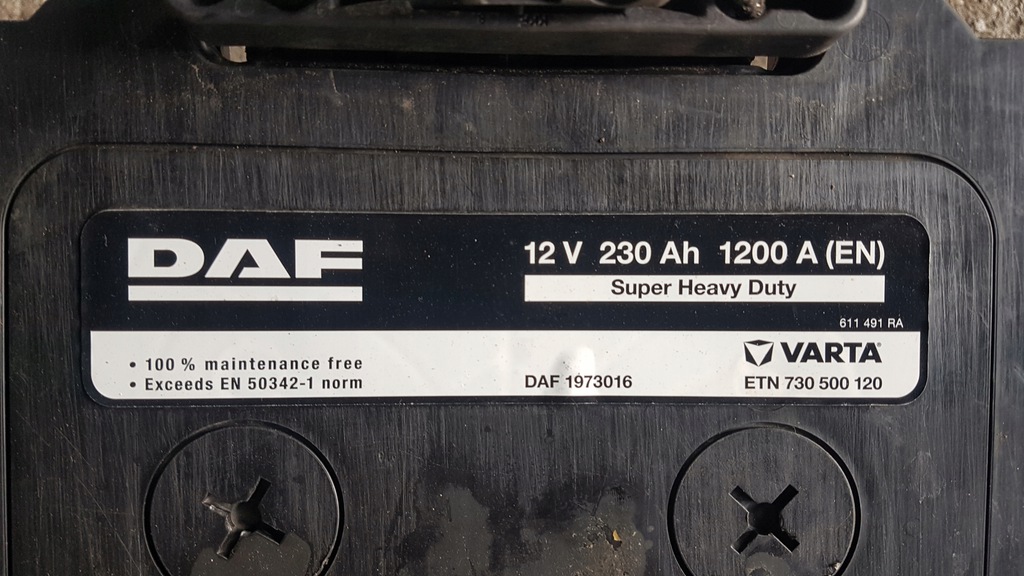 DAF
12 V 230 Ah 1200 A (EN)
Super Heavy Duty
611 491 RA
• 100 % maintenance free
• Exceeds EN 50342-1 norm
DAF 1973016
VARTA
ETN 730 500 120